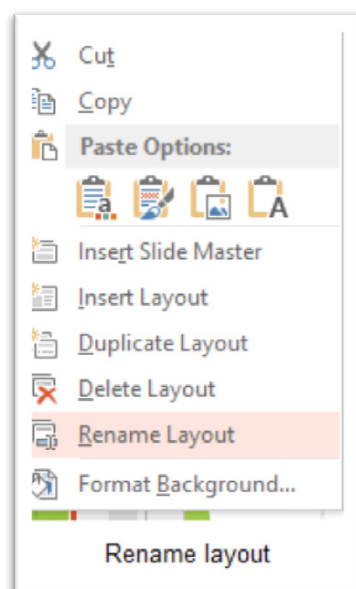 Cut
Copy
Paste Options:
a A
Insert Slide Master
Insert Layout
Duplicate Layout
Delete Layout
Rename Layout
Format Background...
Rename layout